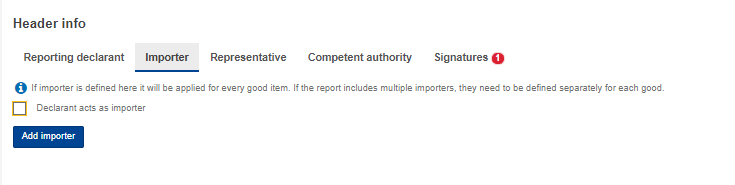 Header info
Reporting declarant Importer Representative Competent authority Signatures 1
If importer is defined here it will be applied for every good item. If the report includes multiple importers, they need to be defined separately for each good.
Declarant acts as importer
Add importer